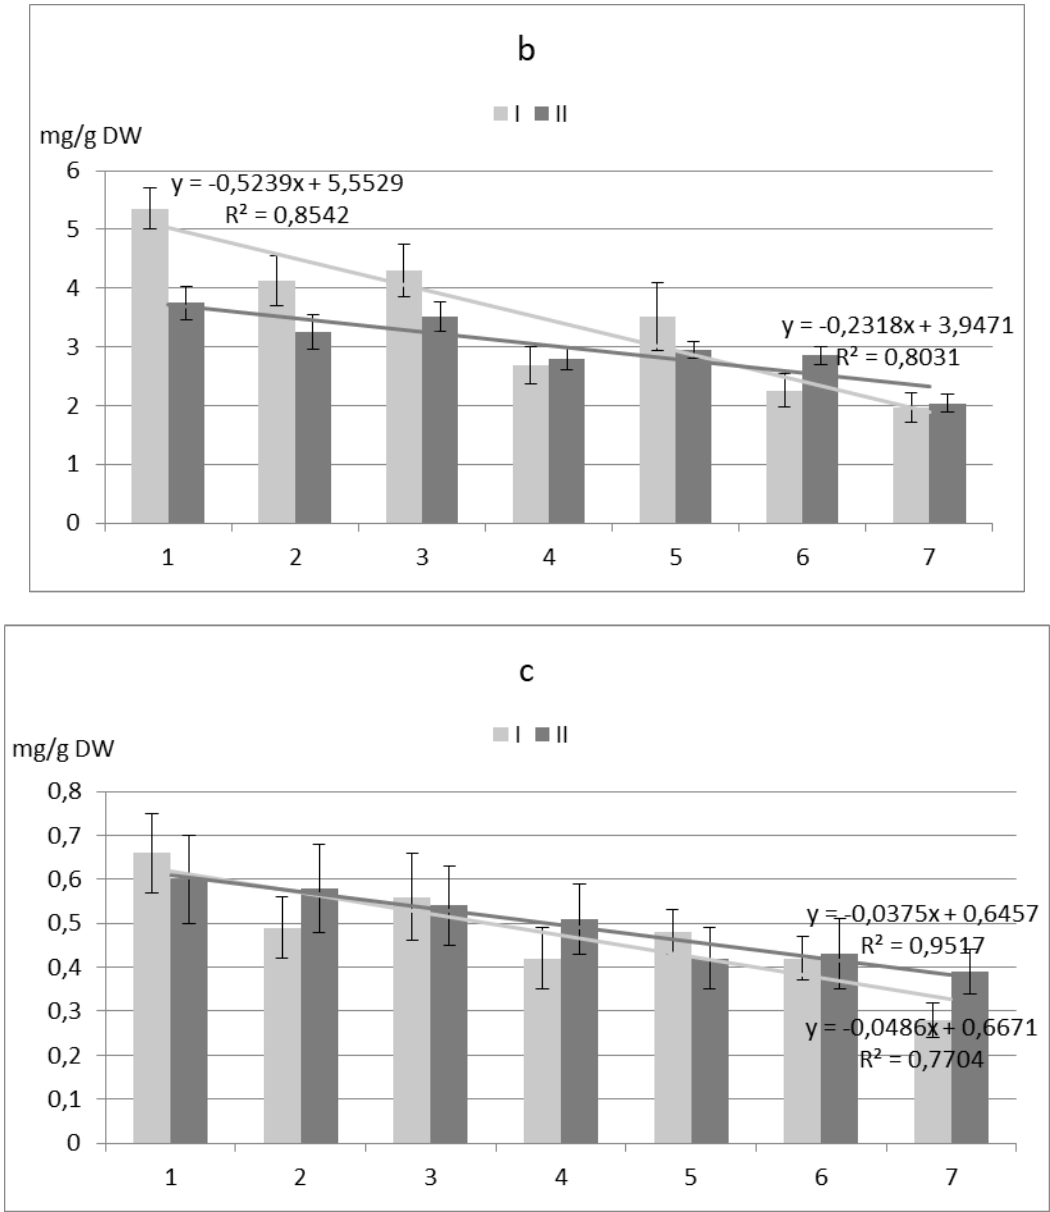 b
I II
mg/g DW
6
y = -0,5239x + 5,5529
R² = 0,8542
5
4
y = -0,2318x + 3,9471
3
R² = 0,8031
2
1
0
1 2 3 4 5 6 7
c
I II
mg/g DW
0,8
0,7
0,6
0,5
y = -0,0375x + 0,6457
R² = 0,9517
0,4
0,3
y = -0,0486x + 0,6671
R² = 0,7704
0,2
0,1
0
1 2 3 4 5 6 7